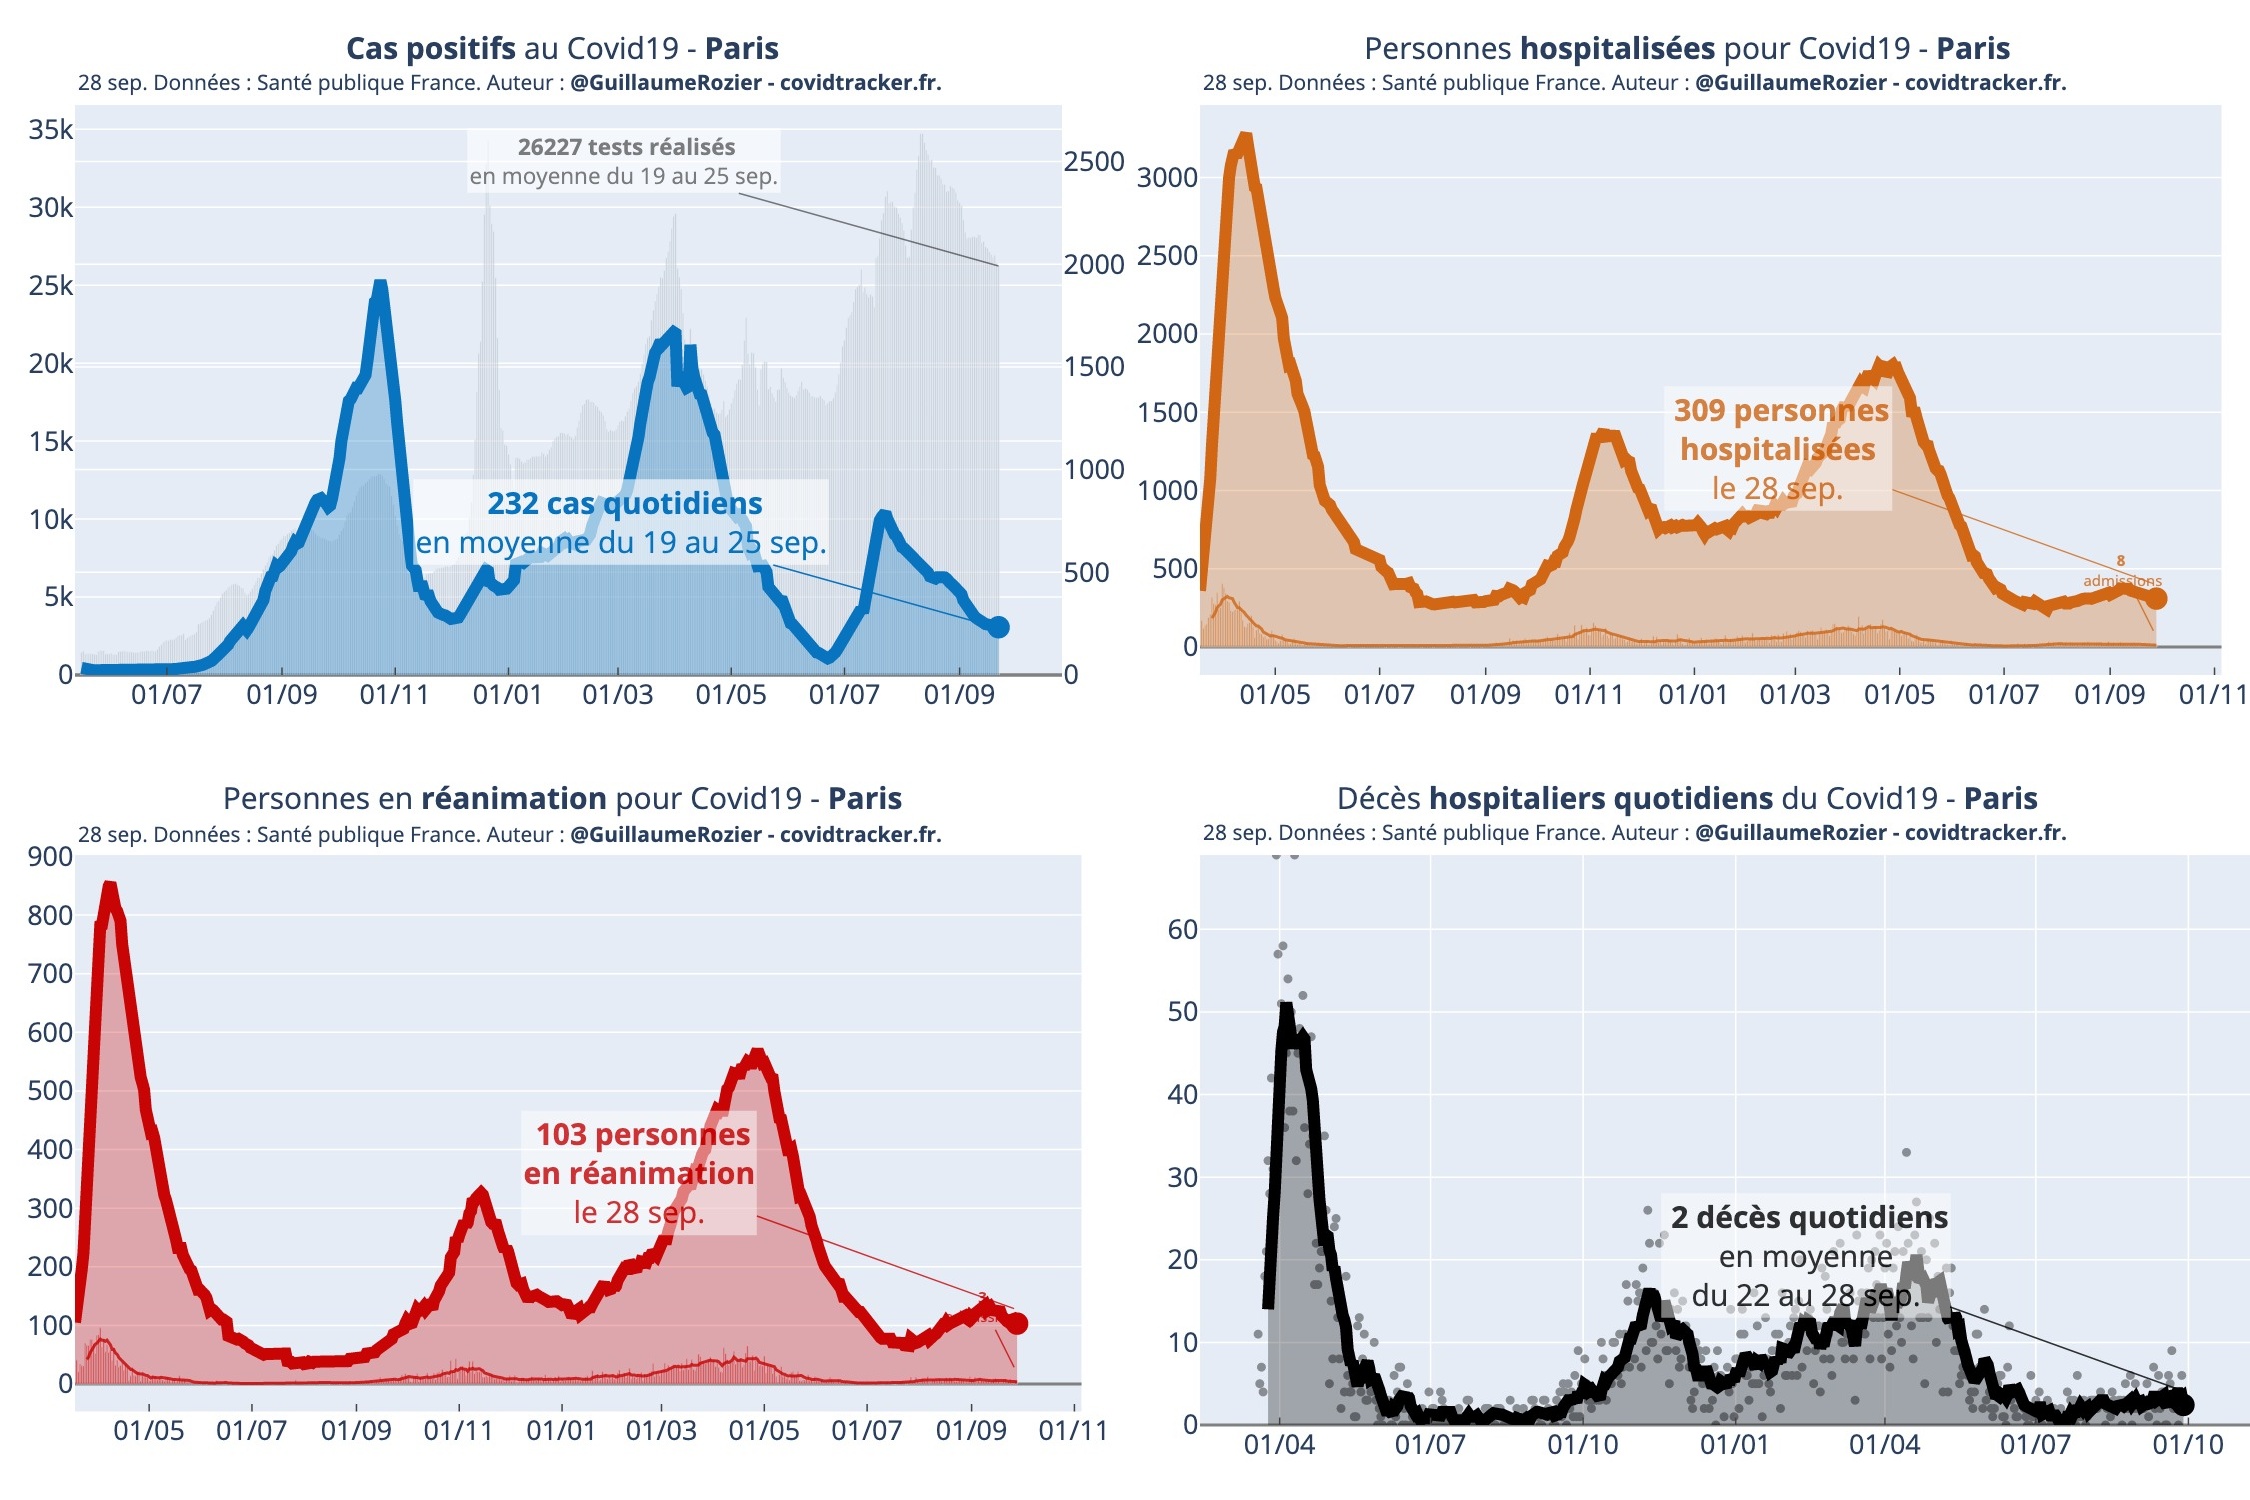 Cas positifs au Covid19 - Paris
28 sep. Données : Santé publique France. Auteur : @GuillaumeRozier - covidtracker.fr.
35k
30k
25k
20k
15k
10k
5k
0
2500
2000
1500
1000
500
0
26227 tests réalisés
en moyenne du 19 au 25 sep.
232 cas quotidiens
en moyenne du 19 au 25 sep.
01/07 01/09 01/11 01/01 01/03 01/05 01/07 01/09
Personnes hospitalisées pour Covid19 - Paris
28 sep. Données : Santé publique France. Auteur : @GuillaumeRozier - covidtracker.fr.
3000
2500
2000
1500
1000
500
0
309 personnes
hospitalisées
le 28 sep.
8
admissions
01/05 01/07 01/09 01/11 01/01 01/03 01/05 01/07 01/09 01/11
Personnes en réanimation pour Covid19 - Paris
28 sep. Données : Santé publique France. Auteur : @GuillaumeRozier - covidtracker.fr.
900
800
700
600
500
400
300
200
100
0
103 personnes
en réanimation
le 28 sep.
01/05 01/07 01/09 01/11 01/01 01/03 01/05 01/07 01/09 01/11
Décès hospitaliers quotidiens du Covid19 - Paris
28 sep. Données : Santé publique France. Auteur : @GuillaumeRozier - covidtracker.fr.
60
50
40
30
20
10
0
2 décès quotidiens
en moyenne
du 22 au 28 sep.
01/04 01/07 01/10 01/01 01/04 01/07 01/10